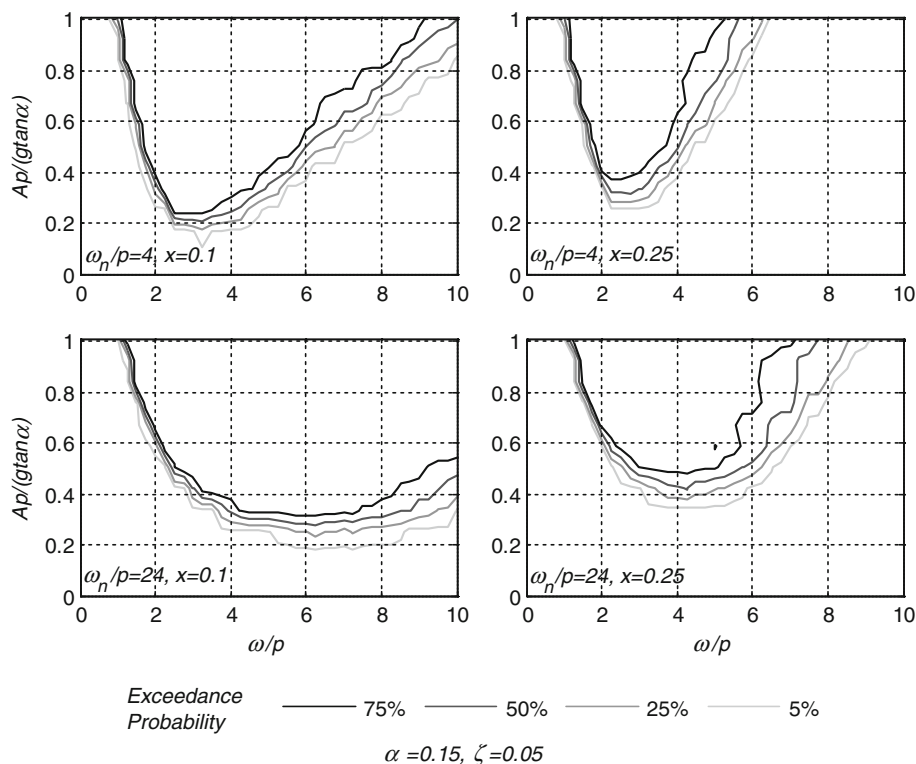 1
0.8
0.6
0.4
0.2
0
Ap/(gtanα)
ω_n/p=4, x=0.1
0 2 4 6 8 10
1
0.8
0.6
0.4
0.2
0
ω_n/p=4, x=0.25
0 2 4 6 8 10
1
0.8
0.6
0.4
0.2
0
Ap/(gtanα)
ω_n/p=24, x=0.1
0 2 4 6 8 10
ω/p
1
0.8
0.6
0.4
0.2
0
ω_n/p=24, x=0.25
0 2 4 6 8 10
ω/p
Exceedance
Probability
75% 50% 25% 5%
α =0.15, ζ=0.05